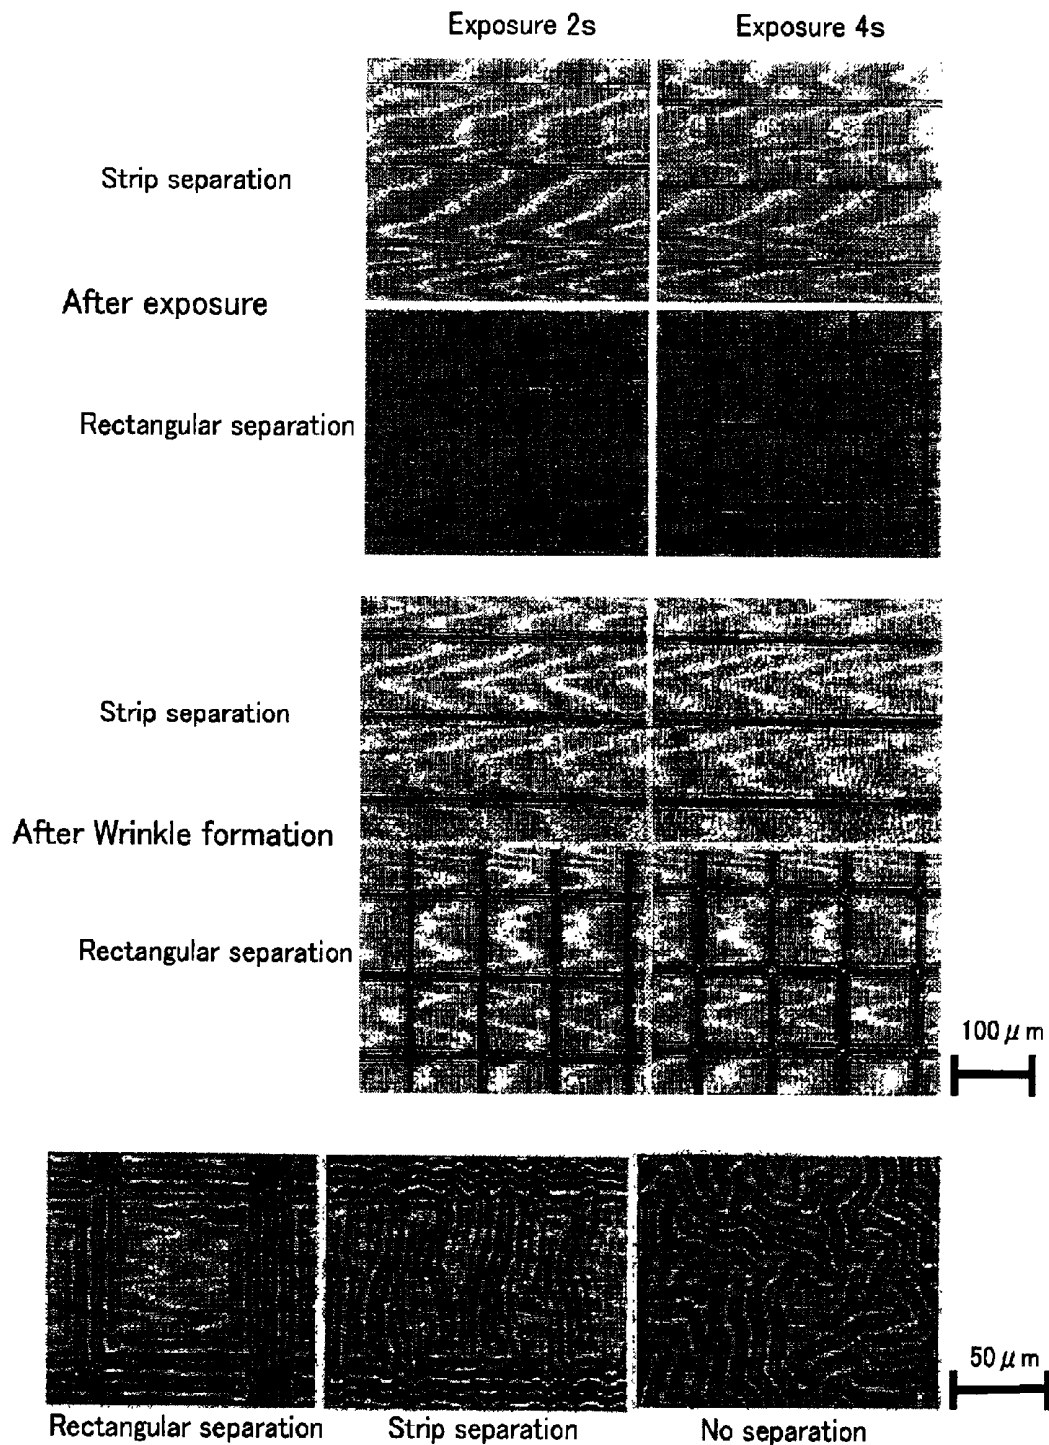 Exposure 2s
Exposure 4s
Strip separation
After exposure
Rectangular separation
Strip separation
After Wrinkle formation
Rectangular separation
100 μm
50 μm
Rectangular separation
Strip separation
No separation